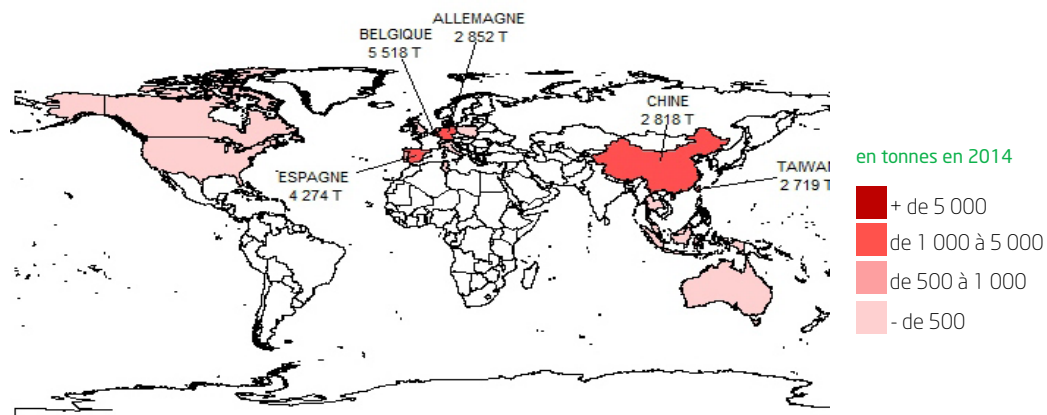 ALLEMAGNE
2 852 T
BELGIQUE
5 518 T
CHINE
2 818 T
TAIWAN
2 719 T
ESPAGNE
4 274 T
en tonnes en 2014
+ de 5 000
de 1 000 à 5 000
de 500 à 1 000
- de 500